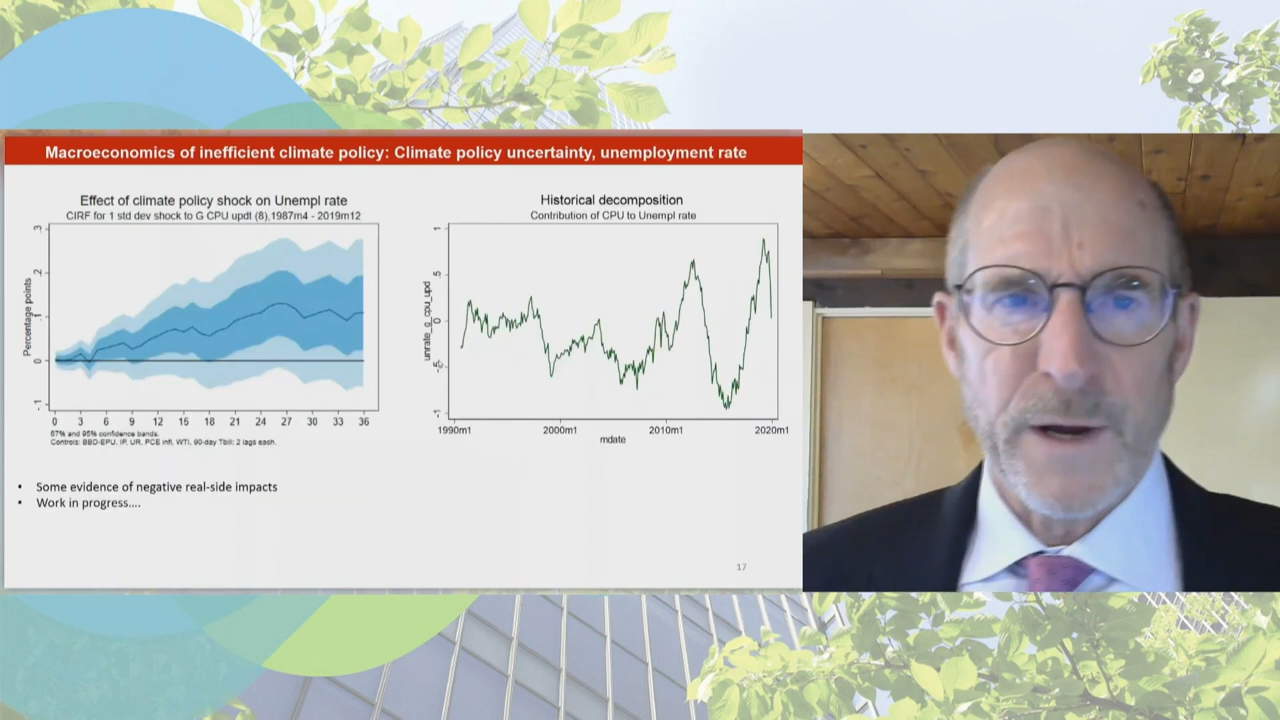 Macroeconomics of inefficient climate policy: Climate policy uncertainty, unemployment rate
Effect of climate policy shock on Unempl rate
CIRF for 1 std dev shock to G CPU updt (8),1987m4 - 2019m12
Percentage points
.3
.2
.1
0
-.1
0 3 6 9 12 15 18 21 24 27 30 33 36
67% and 95% confidence bands.
Controls: BBD-EPU, IP, UR, PCE infl, WTI, 90-day Tbill; 2 lags each.
Historical decomposition
Contribution of CPU to Unempl rate
unrate_g_cpu_upd
1
.5
0
-.5
-1
1990m1 2000m1 2010m1 2020m1
mdate
• Some evidence of negative real-side impacts
• Work in progress....
17